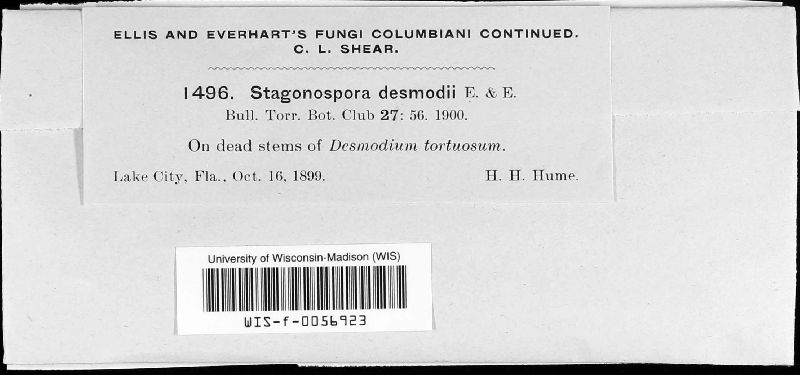 ELLIS AND EVERHART'S FUNGI COLUMBIANI CONTINUED.
C. L. SHEAR.
1496. Stagonospora desmodii E. & E.
Bull. Torr. Bot. Club 27: 56. 1900.
On dead stems of Desmodium tortuosum.
Lake City, Fla., Oct. 16, 1899. H. H. Hume.
University of Wisconsin-Madison (WIS)
WIS-f-0056923